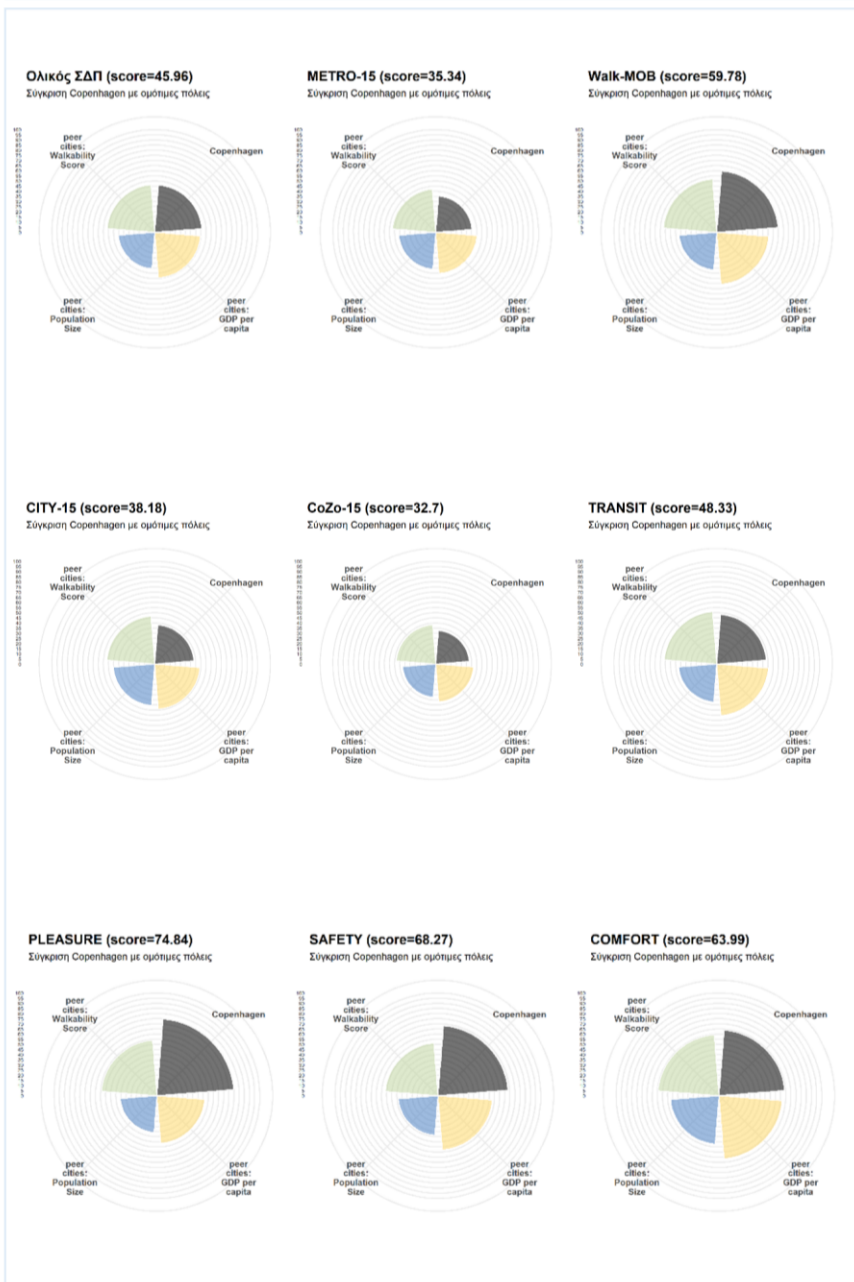 Ολικός ΣΔΠ (score=45.96)
Σύγκριση Copenhagen με ομότιμες πόλεις
peer
cities:
Walkability
Score
Copenhagen
peer
cities:
Population
Size
peer
cities:
GDP per
capita
METRO-15 (score=35.34)
Σύγκριση Copenhagen με ομότιμες πόλεις
peer
cities:
Walkability
Score
Copenhagen
peer
cities:
Population
Size
peer
cities:
GDP per
capita
Walk-MOB (score=59.78)
Σύγκριση Copenhagen με ομότιμες πόλεις
peer
cities:
Walkability
Score
Copenhagen
peer
cities:
Population
Size
peer
cities:
GDP per
capita
CITY-15 (score=38.18)
Σύγκριση Copenhagen με ομότιμες πόλεις
peer
cities:
Walkability
Score
Copenhagen
peer
cities:
Population
Size
peer
cities:
GDP per
capita
CoZo-15 (score=32.7)
Σύγκριση Copenhagen με ομότιμες πόλεις
peer
cities:
Walkability
Score
Copenhagen
peer
cities:
Population
Size
peer
cities:
GDP per
capita
TRANSIT (score=48.33)
Σύγκριση Copenhagen με ομότιμες πόλεις
peer
cities:
Walkability
Score
Copenhagen
peer
cities:
Population
Size
peer
cities:
GDP per
capita
PLEASURE (score=74.84)
Σύγκριση Copenhagen με ομότιμες πόλεις
peer
cities:
Walkability
Score
Copenhagen
peer
cities:
Population
Size
peer
cities:
GDP per
capita
SAFETY (score=68.27)
Σύγκριση Copenhagen με ομότιμες πόλεις
peer
cities:
Walkability
Score
Copenhagen
peer
cities:
Population
Size
peer
cities:
GDP per
capita
COMFORT (score=63.99)
Σύγκριση Copenhagen με ομότιμες πόλεις
peer
cities:
Walkability
Score
Copenhagen
peer
cities:
Population
Size
peer
cities:
GDP per
capita